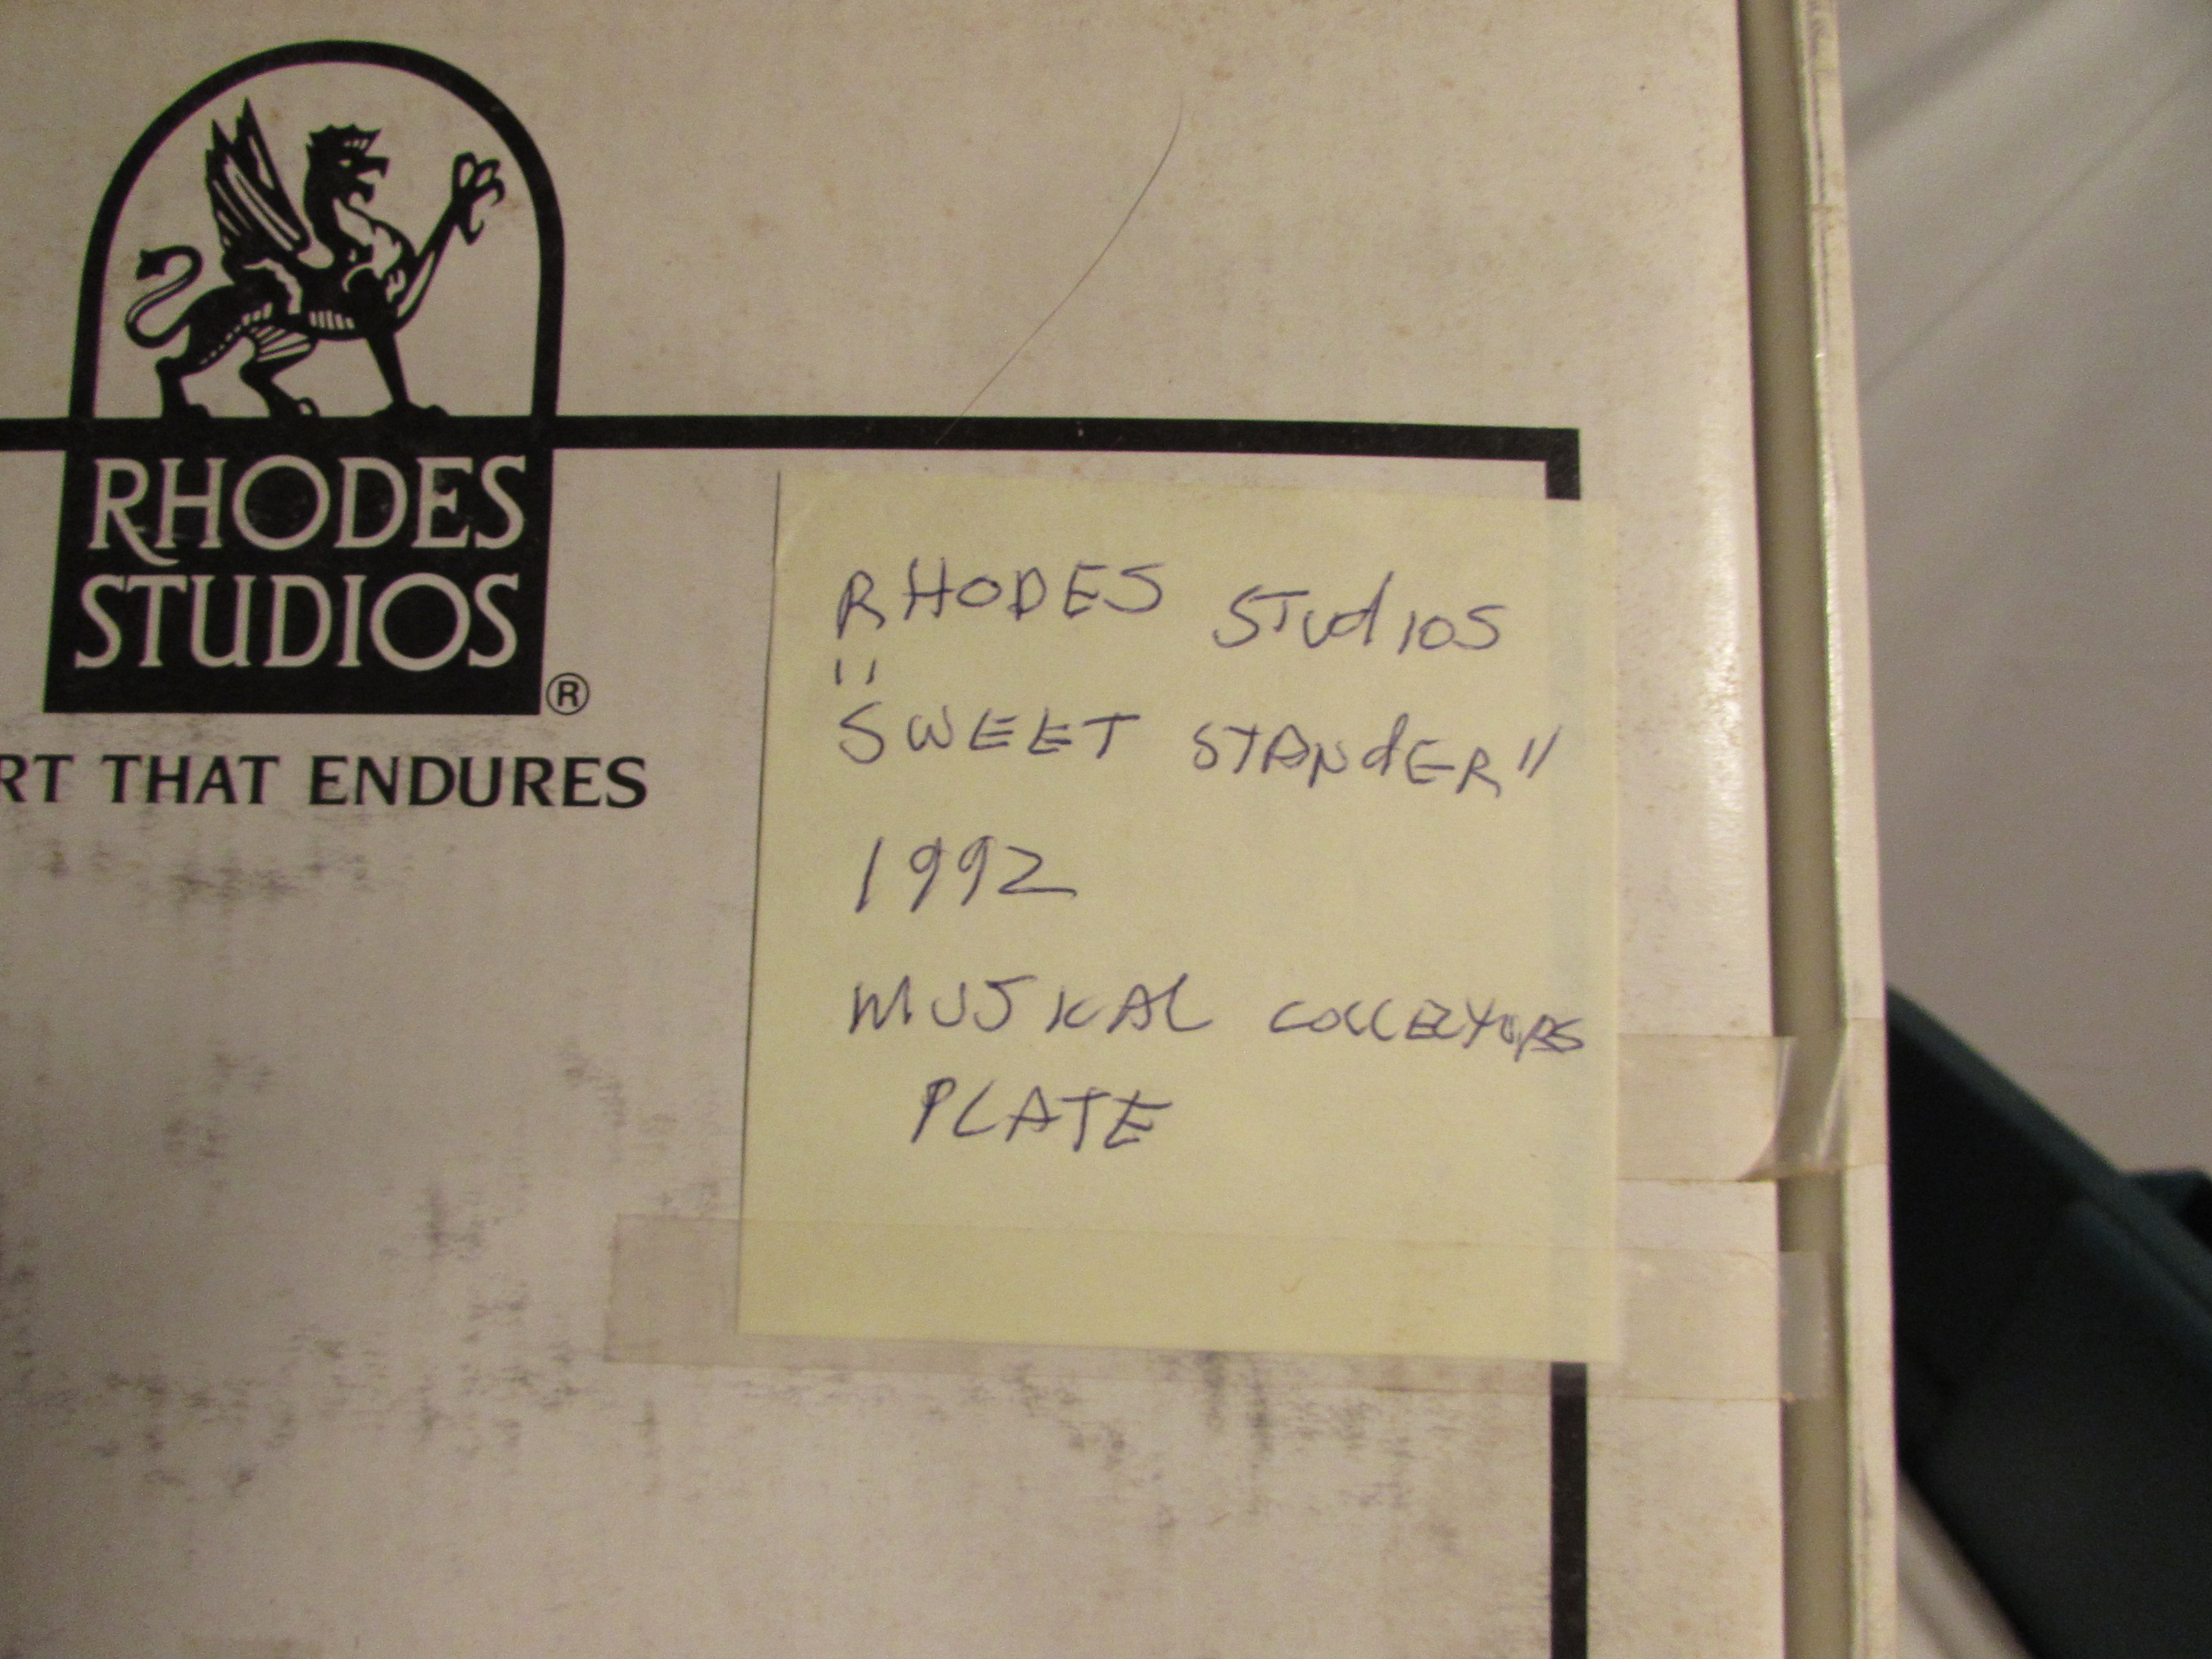 RHODES
STUDIOS
®
RT THAT ENDURES
RHODES STUdIOS
"
SWEET STANdER"
1992
MUSICAL COLLECTORS
PLATE